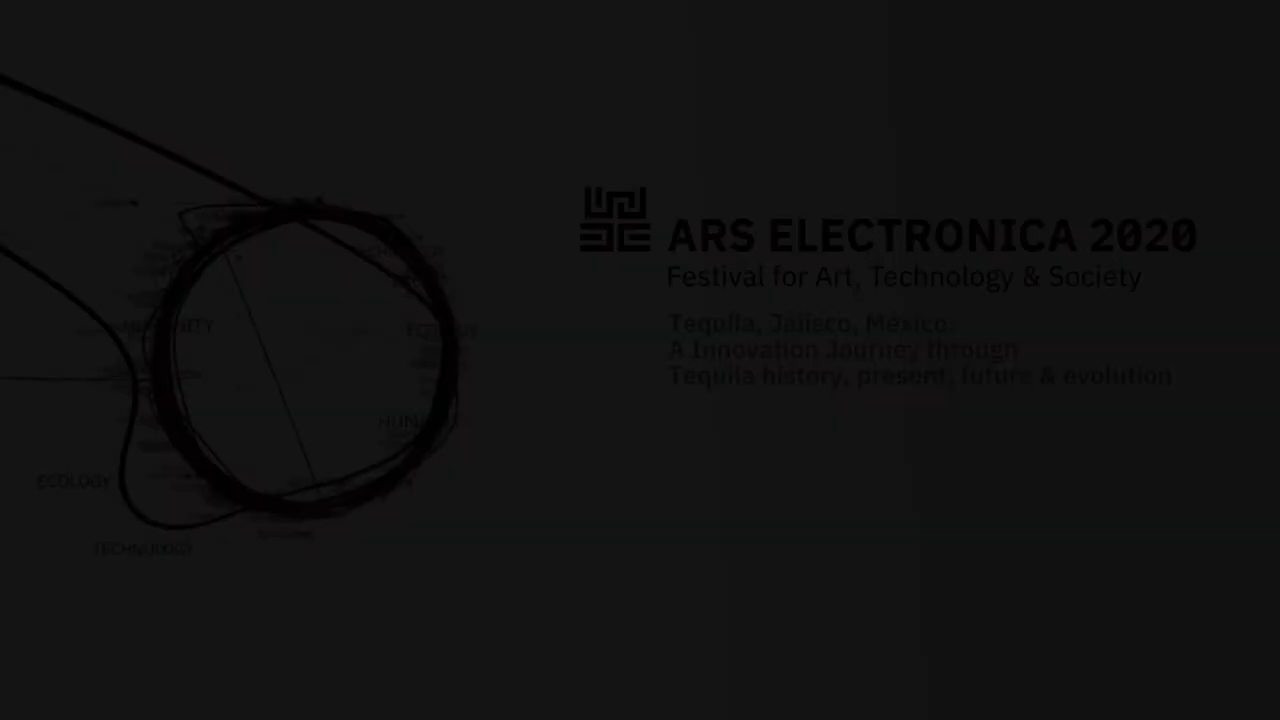 ARS ELECTRONICA 2020
Festival for Art, Technology & Society
Tequila, Jalisco, México.
A Innovation Journey through
Tequila history, present, future & evolution
ECOLOGY
TECHNOLOGY